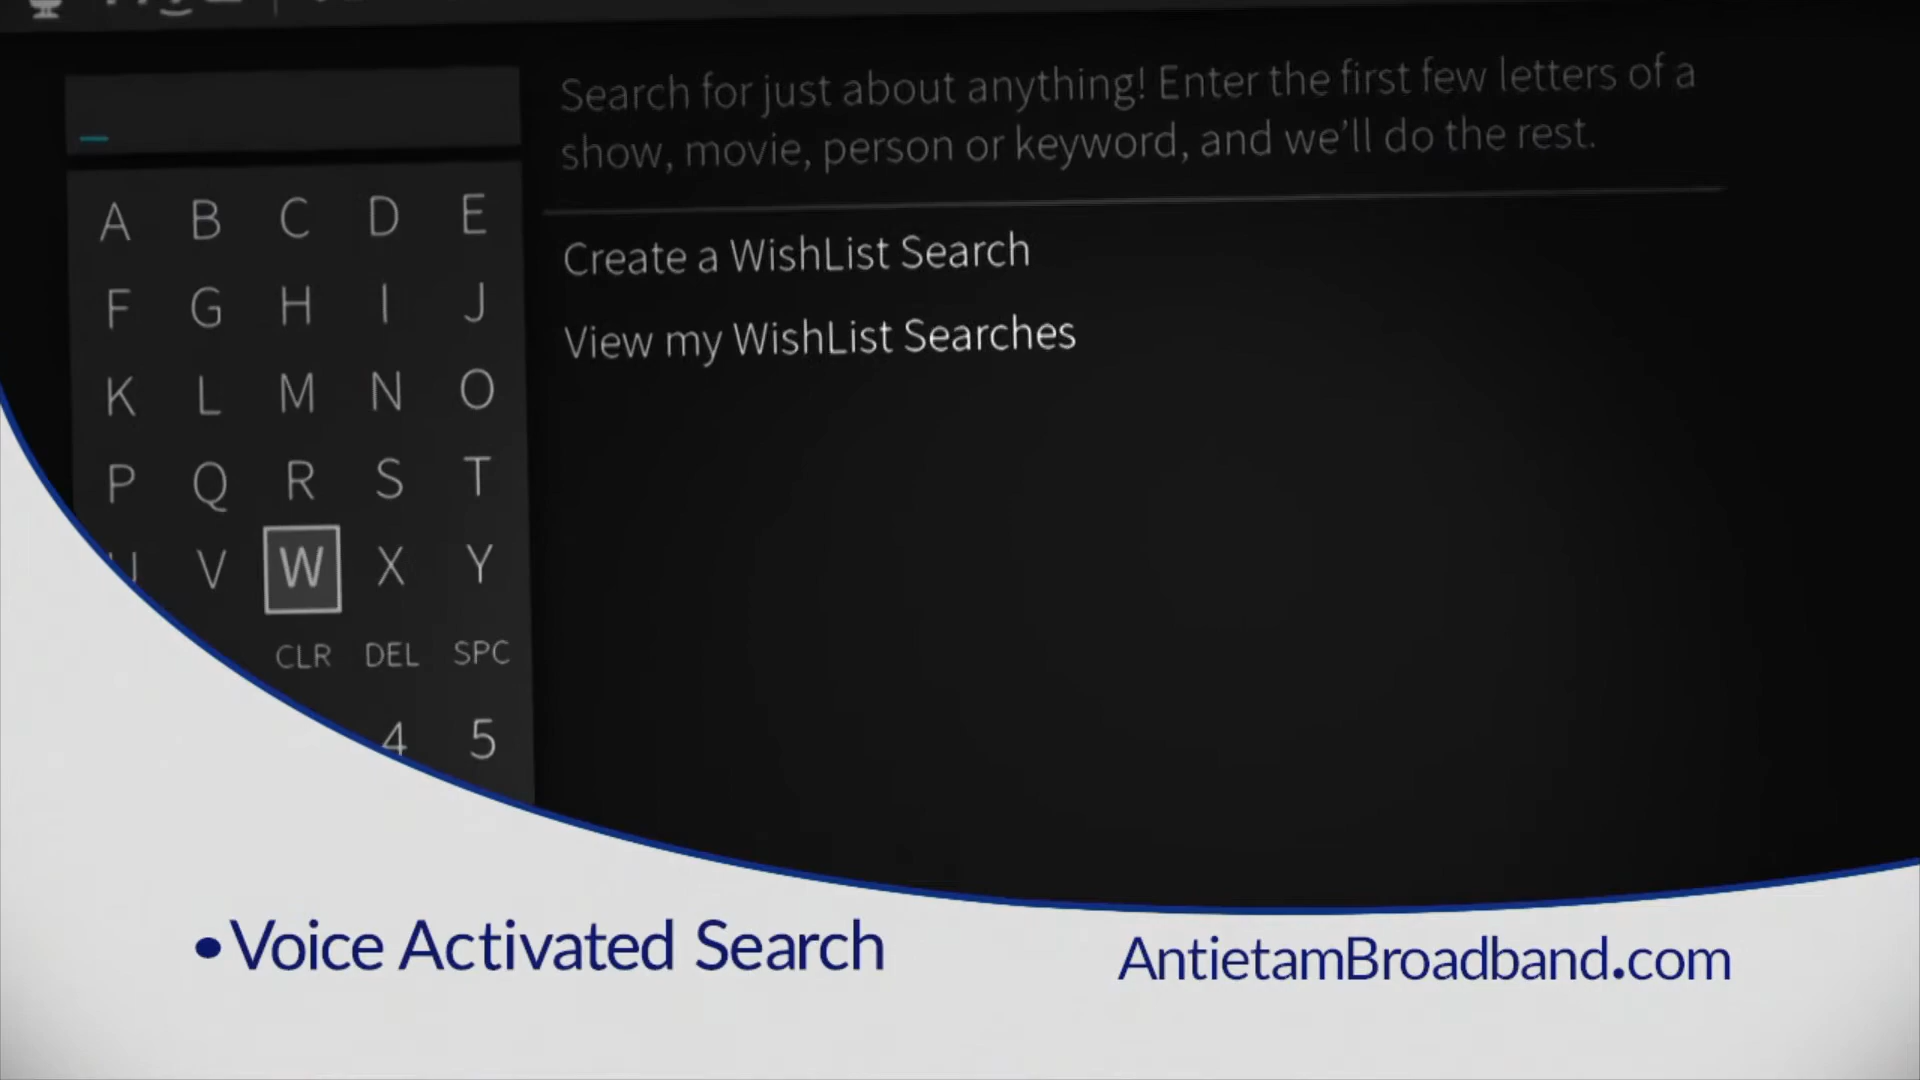 Search for just about anything! Enter the first few letters of a
show, movie, person or keyword, and we'll do the rest.
Create a WishList Search
View my WishList Searches
A B C D E
F G H I J
K L M N O
P Q R S T
U V W X Y
CLR DEL SPC
4 5
•Voice Activated Search
AntietamBroadband.com